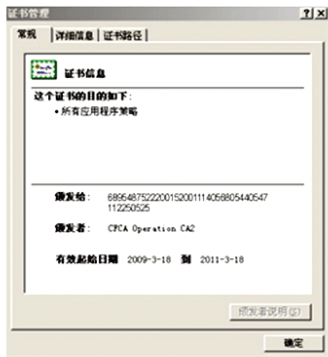 证书管理
常规 详细信息 证书路径
证书信息
这个证书的目的如下:
• 所有应用程序策略
颁发给: 6895487522200152001114056805440547
112250525
颁发者: CFCA Operation CA2
有效起始日期 2009-3-18 到 2011-3-18
颁发者说明(S)
确定